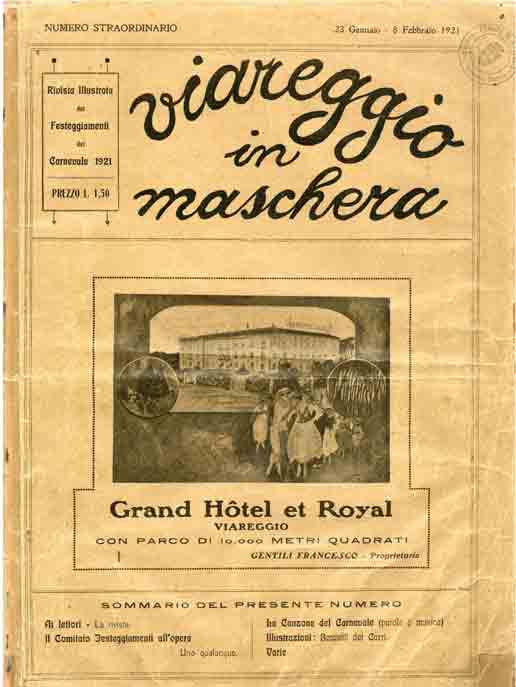 NUMERO STRAORDINARIO
23 Gennaio - 8 Febbraio 1921
Rivista Illustrata
dei
Festeggiamenti
del
Carnevale 1921
PREZZO L. 1,50
viareggio
in
maschera
Grand Hôtel et Royal
VIAREGGIO
CON PARCO DI 10.000 METRI QUADRATI
GENTILI FRANCESCO - Proprietario
SOMMARIO DEL PRESENTE NUMERO
Ai lettori - La rivista.
Il Comitato Festeggiamenti all'opera
Uno qualunque.
La Canzone del Carnevale (parole e musica)
Illustrazioni: Bozzetti dei Carri.
Varie